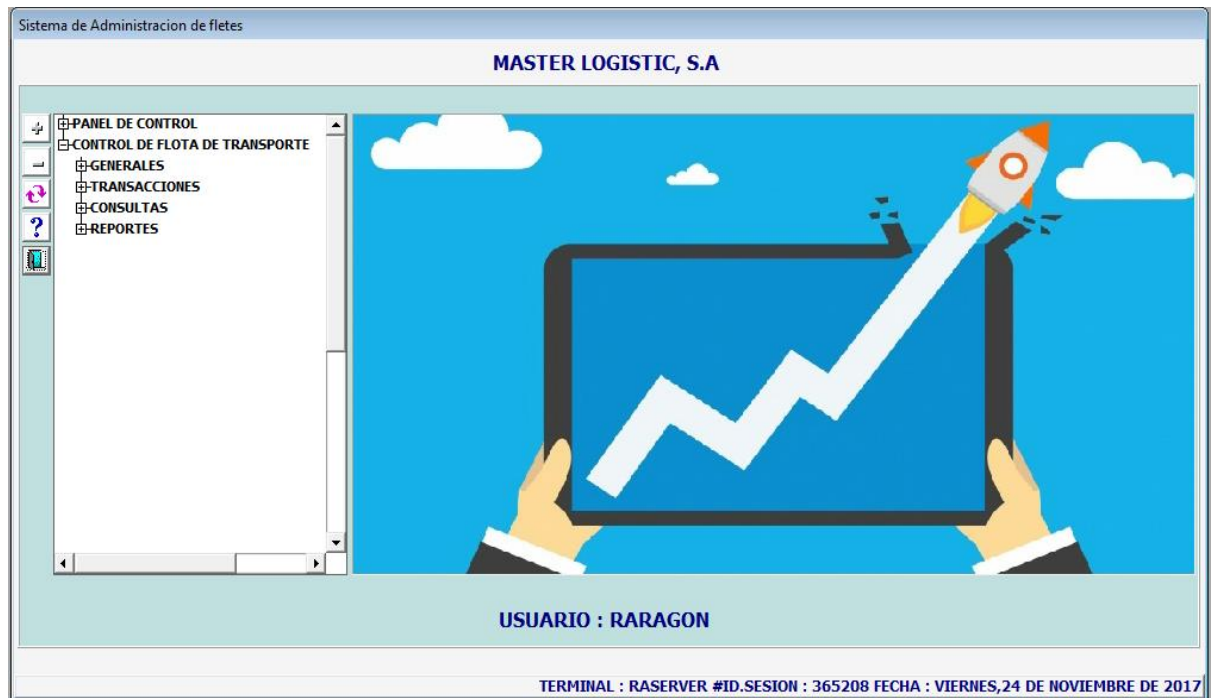 Sistema de Administracion de fletes
MASTER LOGISTIC, S.A
PANEL DE CONTROL
CONTROL DE FLOTA DE TRANSPORTE
GENERALES
TRANSACCIONES
CONSULTAS
REPORTES
USUARIO : RARAGON
TERMINAL : RASERVER #ID.SESION : 365208 FECHA : VIERNES,24 DE NOVIEMBRE DE 2017